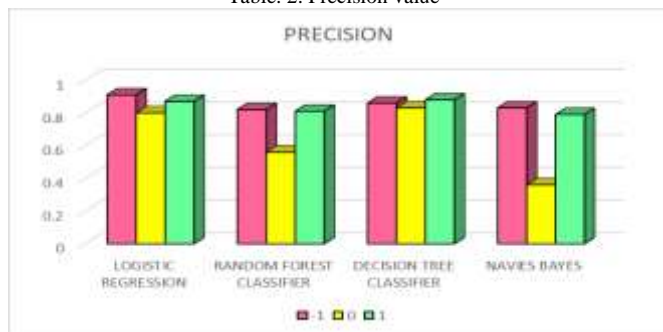 Table. 2. Precision value
PRECISION
1
0.8
0.6
0.4
0.2
0
LOGISTIC REGRESSION
RANDOM FOREST CLASSIFIER
DECISION TREE CLASSIFIER
NAVIES BAYES
-1 0 1